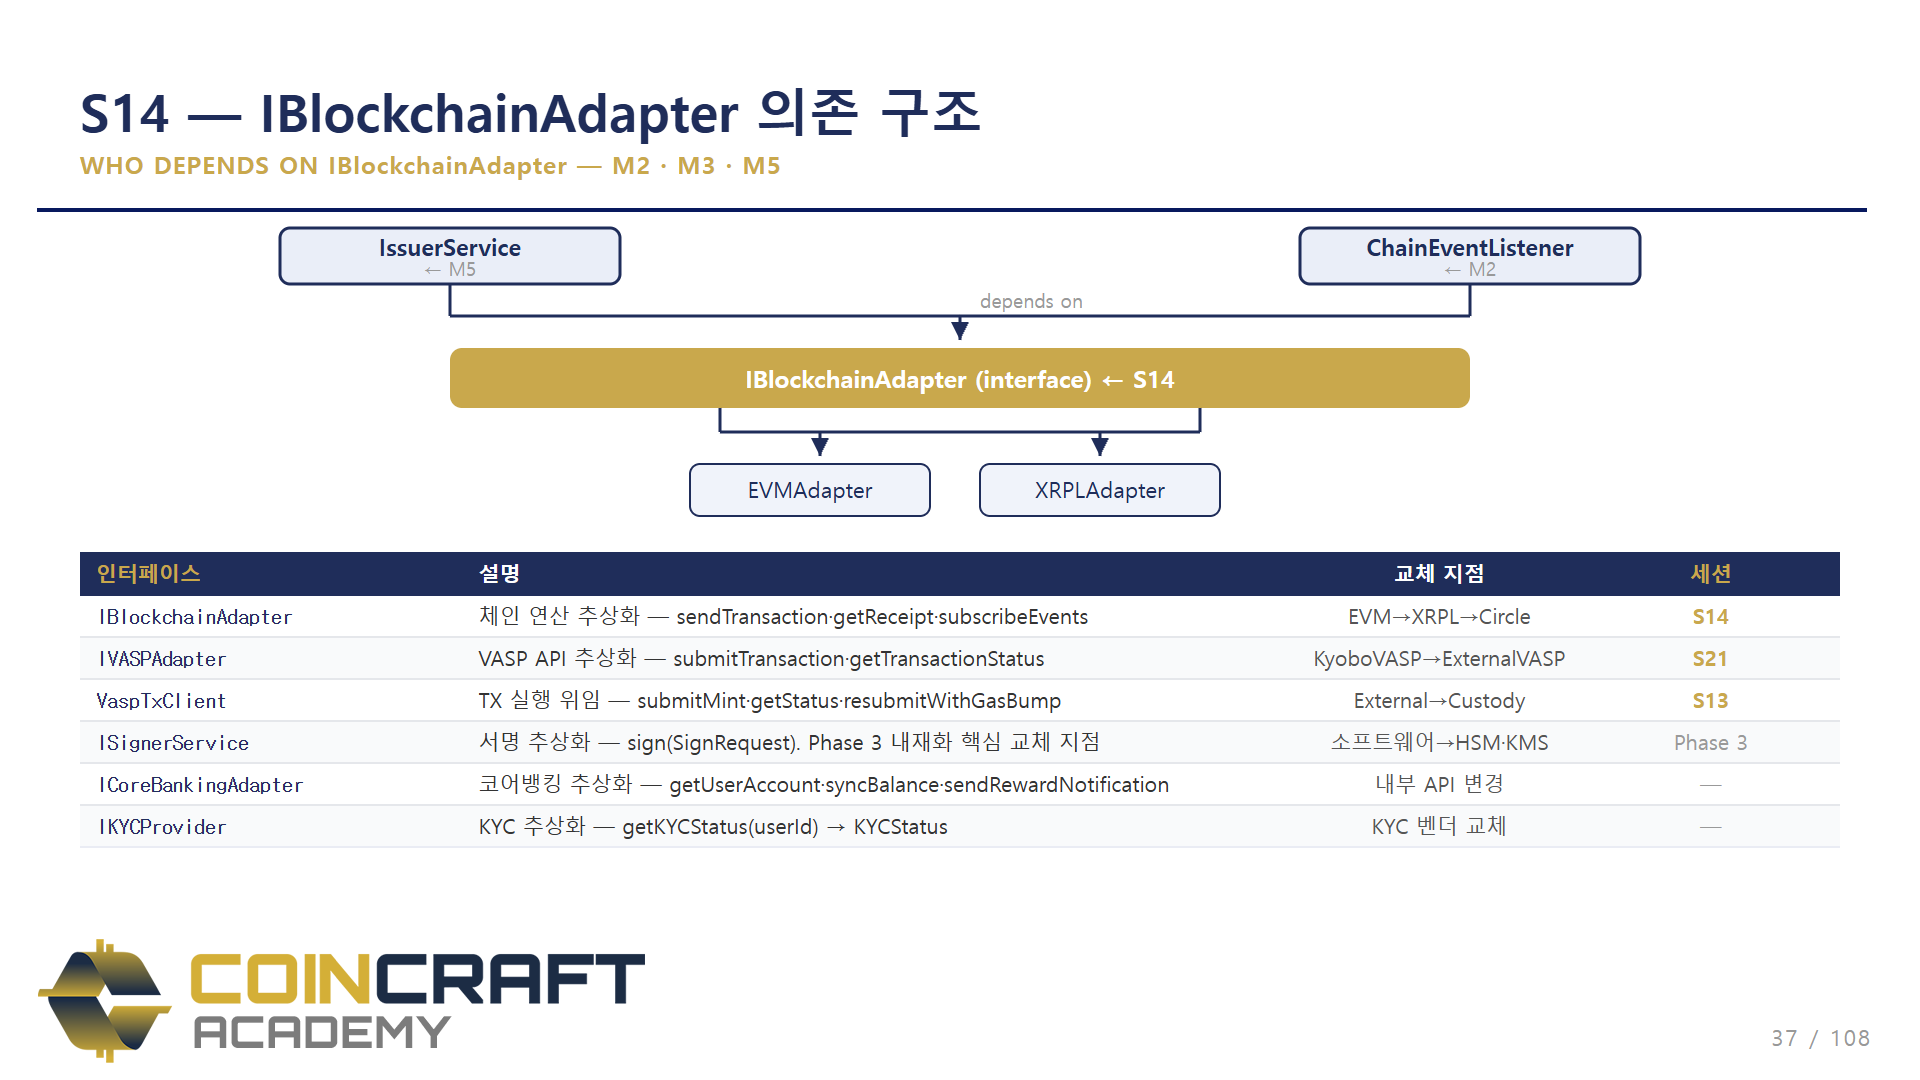 S14 — IBlockchainAdapter 의존 구조
WHO DEPENDS ON IBlockchainAdapter — M2 · M3 · M5
IssuerService
← M5
ChainEventListener
← M2
depends on
IBlockchainAdapter (interface) ← S14
EVMAdapter
XRPLAdapter
인터페이스 설명 교체 지점 세션
IBlockchainAdapter 체인 연산 추상화 — sendTransaction·getReceipt·subscribeEvents EVM→XRPL→Circle S14
IVASPAdapter VASP API 추상화 — submitTransaction·getTransactionStatus KyoboVASP→ExternalVASP S21
VaspTxClient TX 실행 위임 — submitMint·getStatus·resubmitWithGasBump External→Custody S13
ISignerService 서명 추상화 — sign(SignRequest). Phase 3 내재화 핵심 교체 지점 소프트웨어→HSM·KMS Phase 3
ICoreBankingAdapter 코어뱅킹 추상화 — getUserAccount·syncBalance·sendRewardNotification 내부 API 변경 —
IKYCProvider KYC 추상화 — getKYCStatus(userId) → KYCStatus KYC 벤더 교체 —
COINCRAFT
ACADEMY
37 / 108